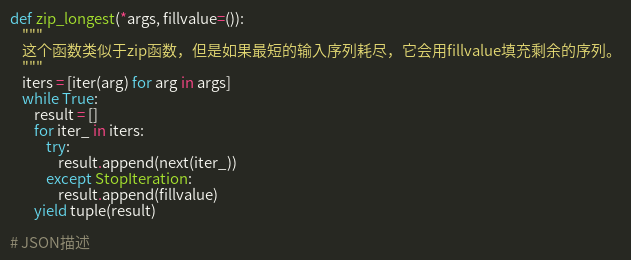 def zip_longest(*args, fillvalue=()):
    """
    这个函数类似于zip函数，但是如果最短的输入序列耗尽，它会用fillvalue填充剩余的序列。
    """
    iters = [iter(arg) for arg in args]
    while True:
        result = []
        for iter_ in iters:
            try:
                result.append(next(iter_))
            except StopIteration:
                result.append(fillvalue)
        yield tuple(result)
# JSON描述